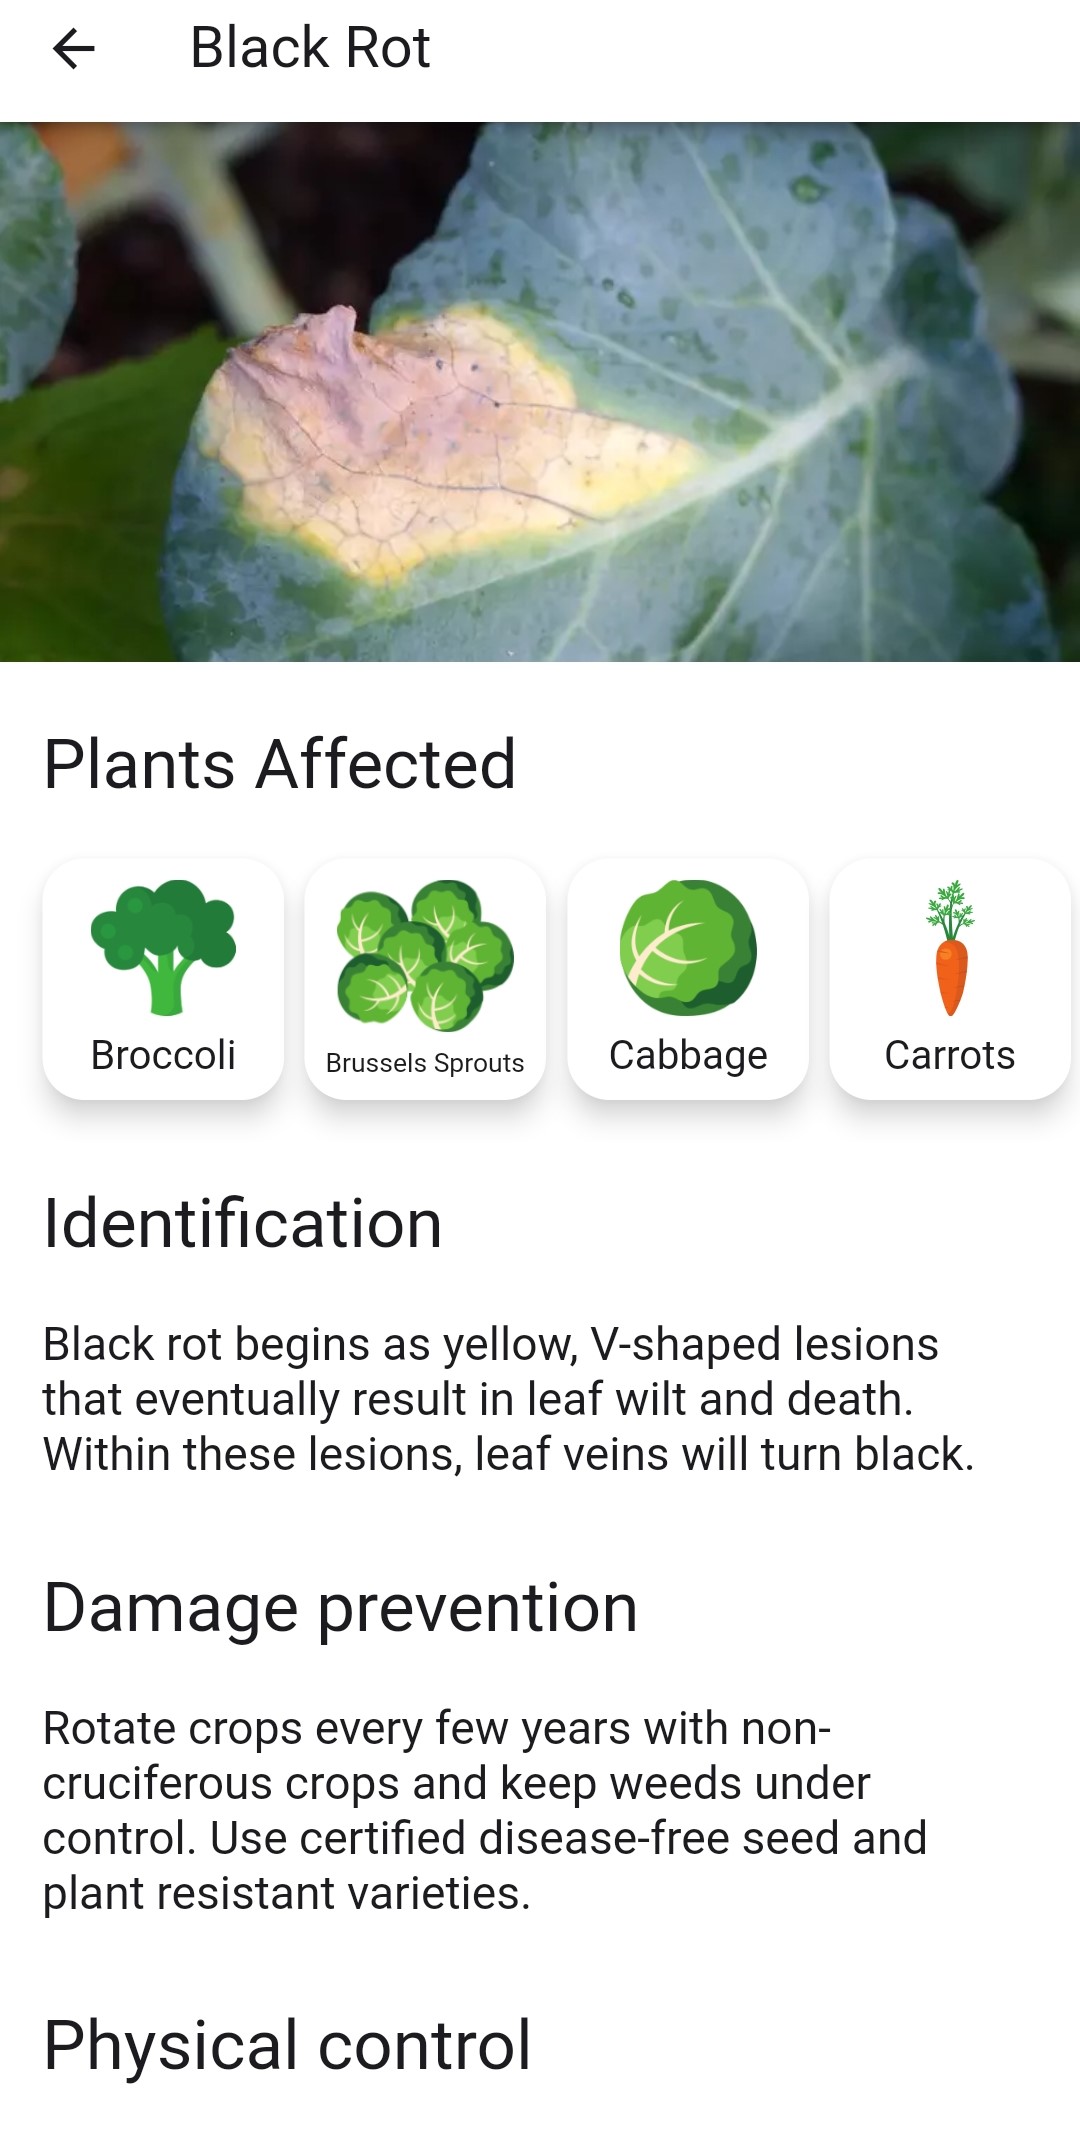 Black Rot
Plants Affected
Broccoli
Brussels Sprouts
Cabbage
Carrots
Identification
Black rot begins as yellow, V-shaped lesions
that eventually result in leaf wilt and death.
Within these lesions, leaf veins will turn black.
Damage prevention
Rotate crops every few years with non-
cruciferous crops and keep weeds under
control. Use certified disease-free seed and
plant resistant varieties.
Physical control